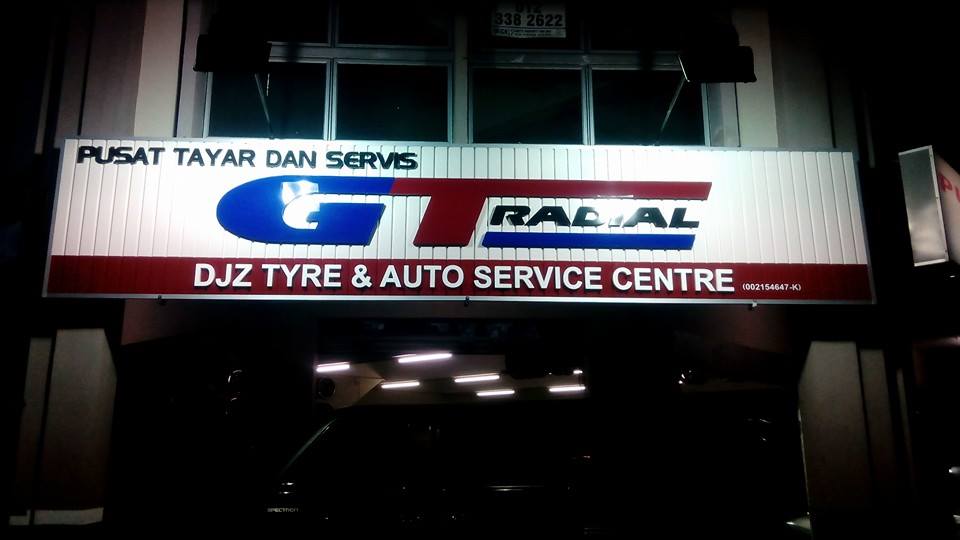 012
338 2622
PUSAT TAYAR DAN SERVIS
GT RADIAL
DJZ TYRE & AUTO SERVICE CENTRE (002154647-K)